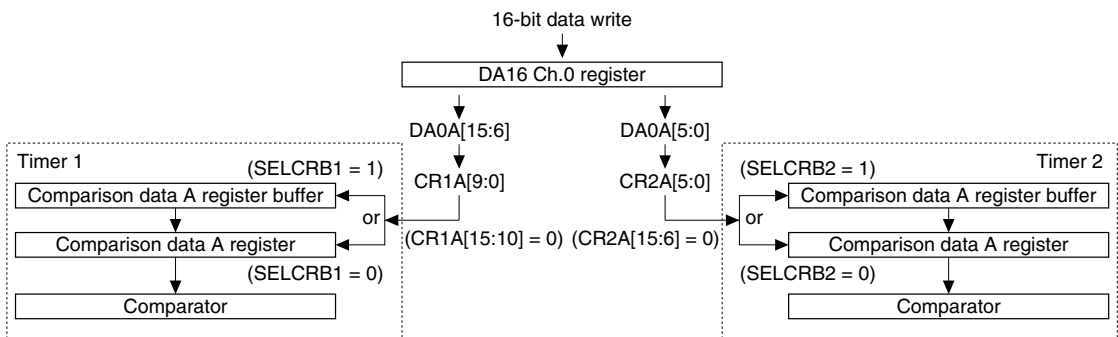 16-bit data write
DA16 Ch.0 register
DA0A[15:6]
DA0A[5:0]
Timer 1
(SELCRB1 = 1)
CR1A[9:0]
CR2A[5:0]
(SELCRB2 = 1)
Timer 2
Comparison data A register buffer
or
Comparison data A register
(CR1A[15:10] = 0)
(CR2A[15:6] = 0)
(SELCRB1 = 0)
Comparator
Comparison data A register buffer
or
Comparison data A register
(SELCRB2 = 0)
Comparator